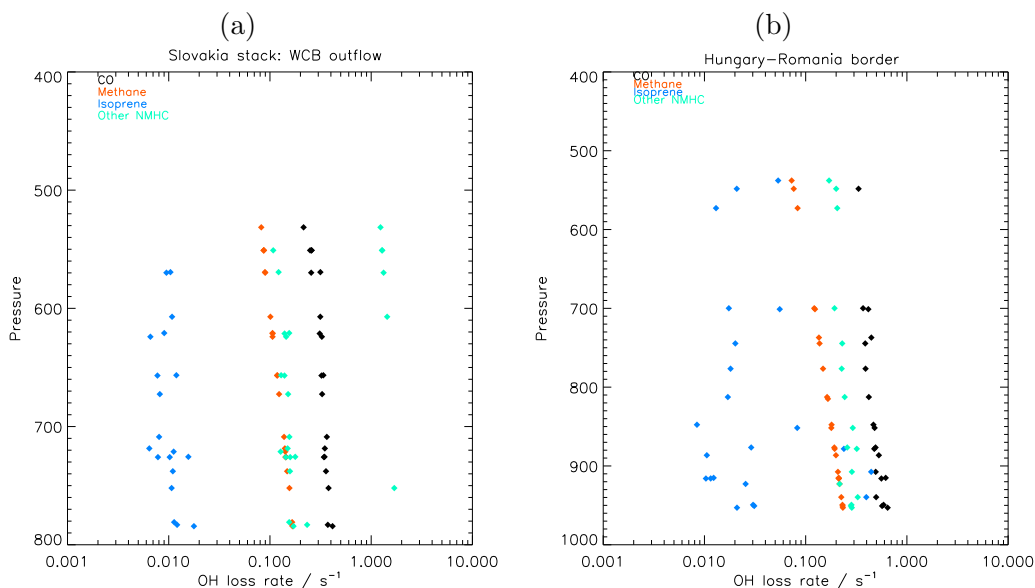 (a)
Slovakia stack: WCB outflow
400
500
600
700
800
Pressure
CO
Methane
Isoprene
Other NMHC
0.001 0.010 0.100 1.000 10.000
OH loss rate / s⁻¹
(b)
Hungary−Romania border
400
500
600
700
800
900
1000
Pressure
CO
Methane
Isoprene
Other NMHC
0.001 0.010 0.100 1.000 10.000
OH loss rate / s⁻¹